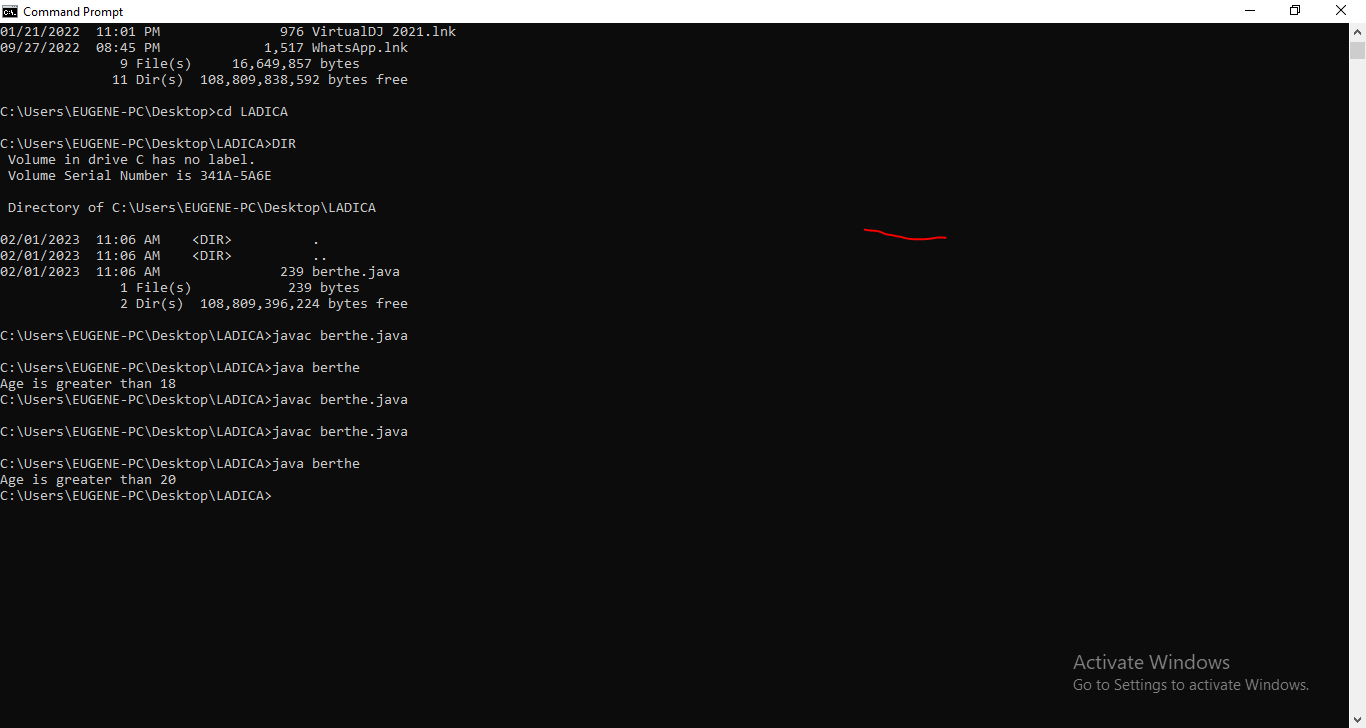 Command Prompt
01/21/2022  11:01 PM               976 VirtualDJ 2021.lnk
09/27/2022  08:45 PM             1,517 WhatsApp.lnk
               9 File(s)     16,649,857 bytes
              11 Dir(s)  108,809,838,592 bytes free
C:\Users\EUGENE-PC\Desktop>cd LADICA
C:\Users\EUGENE-PC\Desktop\LADICA>DIR
 Volume in drive C has no label.
 Volume Serial Number is 341A-5A6E
 Directory of C:\Users\EUGENE-PC\Desktop\LADICA
02/01/2023  11:06 AM    <DIR>          .
02/01/2023  11:06 AM    <DIR>          ..
02/01/2023  11:06 AM               239 berthe.java
               1 File(s)            239 bytes
               2 Dir(s)  108,809,396,224 bytes free
C:\Users\EUGENE-PC\Desktop\LADICA>javac berthe.java
C:\Users\EUGENE-PC\Desktop\LADICA>java berthe
Age is greater than 18
C:\Users\EUGENE-PC\Desktop\LADICA>javac berthe.java
C:\Users\EUGENE-PC\Desktop\LADICA>javac berthe.java
C:\Users\EUGENE-PC\Desktop\LADICA>java berthe
Age is greater than 20
C:\Users\EUGENE-PC\Desktop\LADICA>
Activate Windows
Go to Settings to activate Windows.